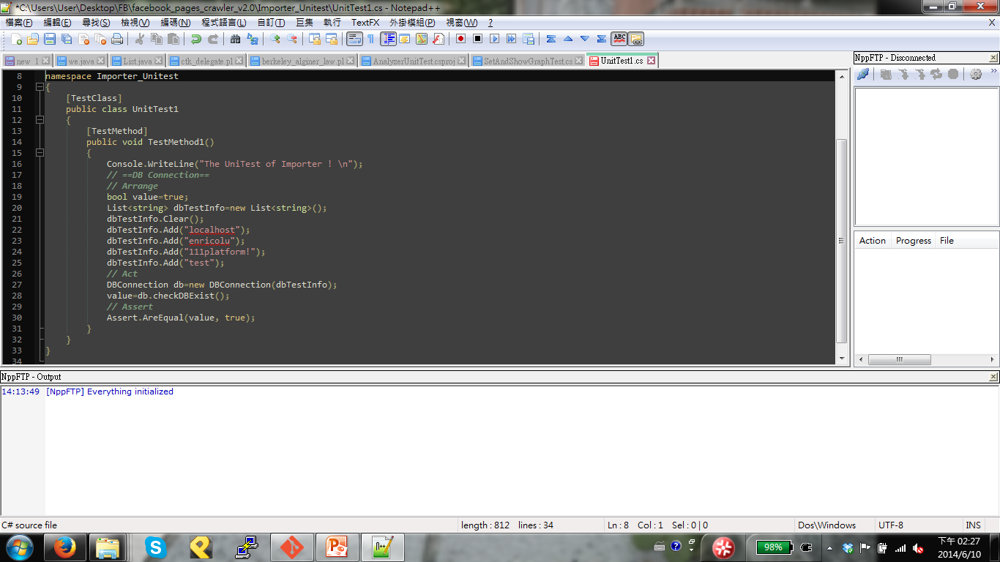 *C:\Users\User\Desktop\FB\facebook_pages_crawler_v2.0\Importer_Unitest\UnitTest1.cs - Notepad++
檔案(F) 編輯(E) 尋找(S) 檢視(V) 編碼(N) 程式語言(L) 自訂(T) 巨集 執行 TextFX 外掛模組(P) 視窗(W) ? X
new 1 we.java List.java ctk_delegate.pl berkeley_alginer_law.pl AnalyzerUnitTest.csproj SetAndShowGraphTest.cs UnitTest1.cs
8 namespace Importer_Unitest
9 {
10 [TestClass]
11 public class UnitTest1
12 {
13 [TestMethod]
14 public void TestMethod1()
15 {
16 Console.WriteLine("The UniTest of Importer ! \n");
17 // ==DB Connection==
18 // Arrange
19 bool value=true;
20 List<string> dbTestInfo=new List<string>();
21 dbTestInfo.Clear();
22 dbTestInfo.Add("localhost");
23 dbTestInfo.Add("enricolu");
24 dbTestInfo.Add("111platform!");
25 dbTestInfo.Add("test");
26 // Act
27 DBConnection db=new DBConnection(dbTestInfo);
28 value=db.checkDBExist();
29 // Assert
30 Assert.AreEqual(value, true);
31 }
32 }
33 }
34
NppFTP - Disconnected
Action Progress File
NppFTP - Output
14:13:49 [NppFTP] Everything initialized
C# source file length : 812 lines : 34 Ln : 8 Col : 1 Sel : 0 | 0 Dos\Windows UTF-8 INS
98%
下午 02:27
2014/6/10